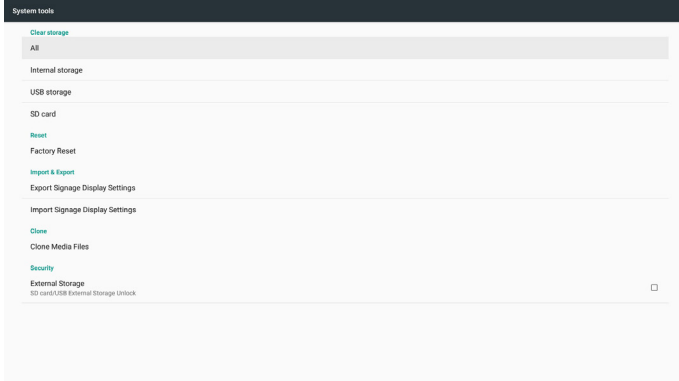 System tools
Clear storage
All
Internal storage
USB storage
SD card
Reset
Factory Reset
Import & Export
Export Signage Display Settings
Import Signage Display Settings
Clone
Clone Media Files
Security
External Storage
SD card/USB External Storage Unlock